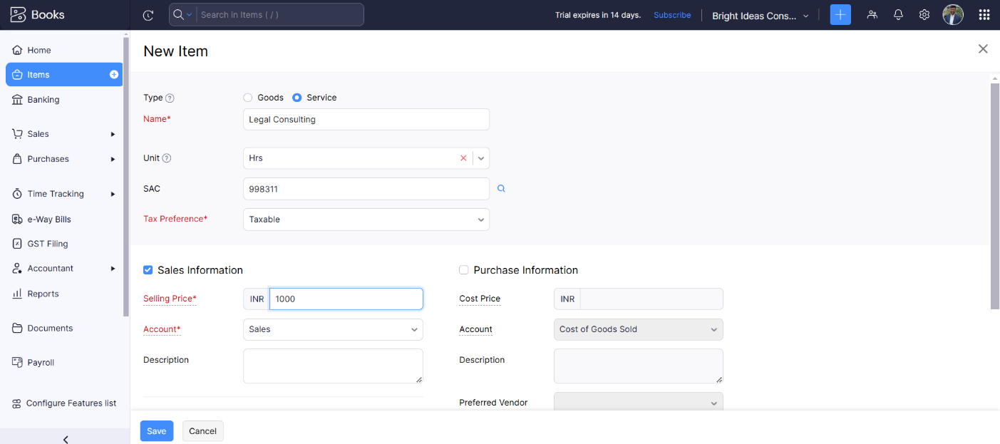 Books
Search in Items ( / )
Trial expires in 14 days.
Subscribe
Bright Ideas Cons...
Home
Items
Banking
Sales
Purchases
Time Tracking
e-Way Bills
GST Filing
Accountant
Reports
Documents
Payroll
Configure Features list
New Item
Type ?
Goods
Service
Name*
Legal Consulting
Unit ?
Hrs
SAC
998311
Tax Preference*
Taxable
Sales Information
Selling Price*
INR
1000
Account*
Sales
Description
Purchase Information
Cost Price
INR
Account
Cost of Goods Sold
Description
Preferred Vendor
Save
Cancel